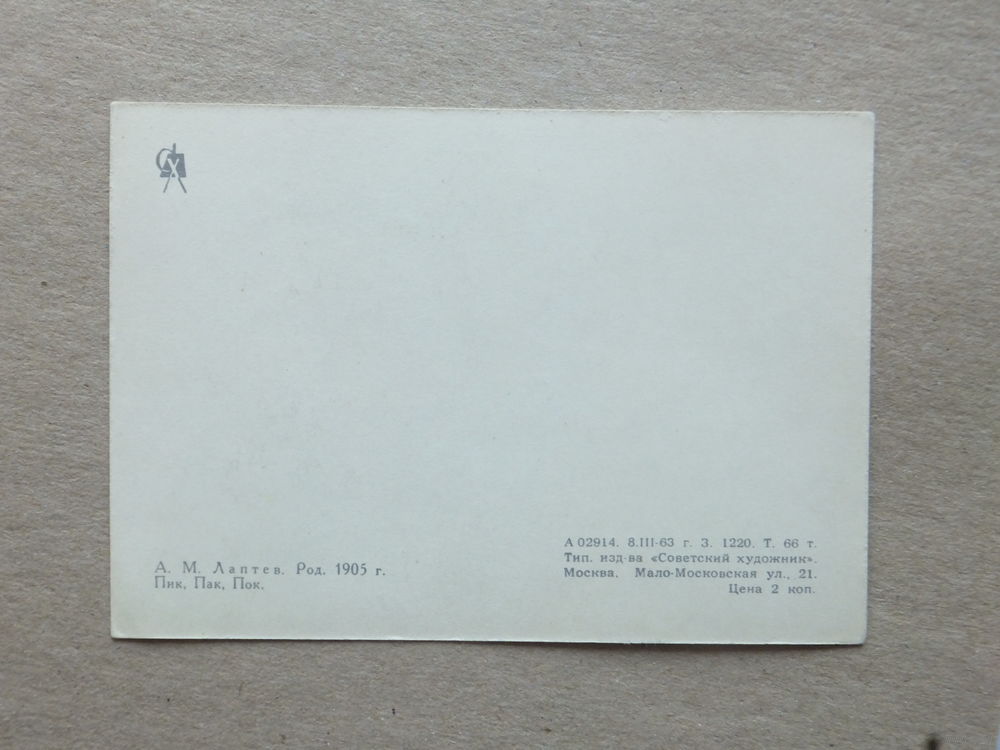 СХ
А. М. Лаптев. Род. 1905 г.
Пик, Пак, Пок.
А 02914. 8.III-63 г. З. 1220. Т. 66 т.
Тип. изд-ва «Советский художник».
Москва. Мало-Московская ул., 21.
Цена 2 коп.